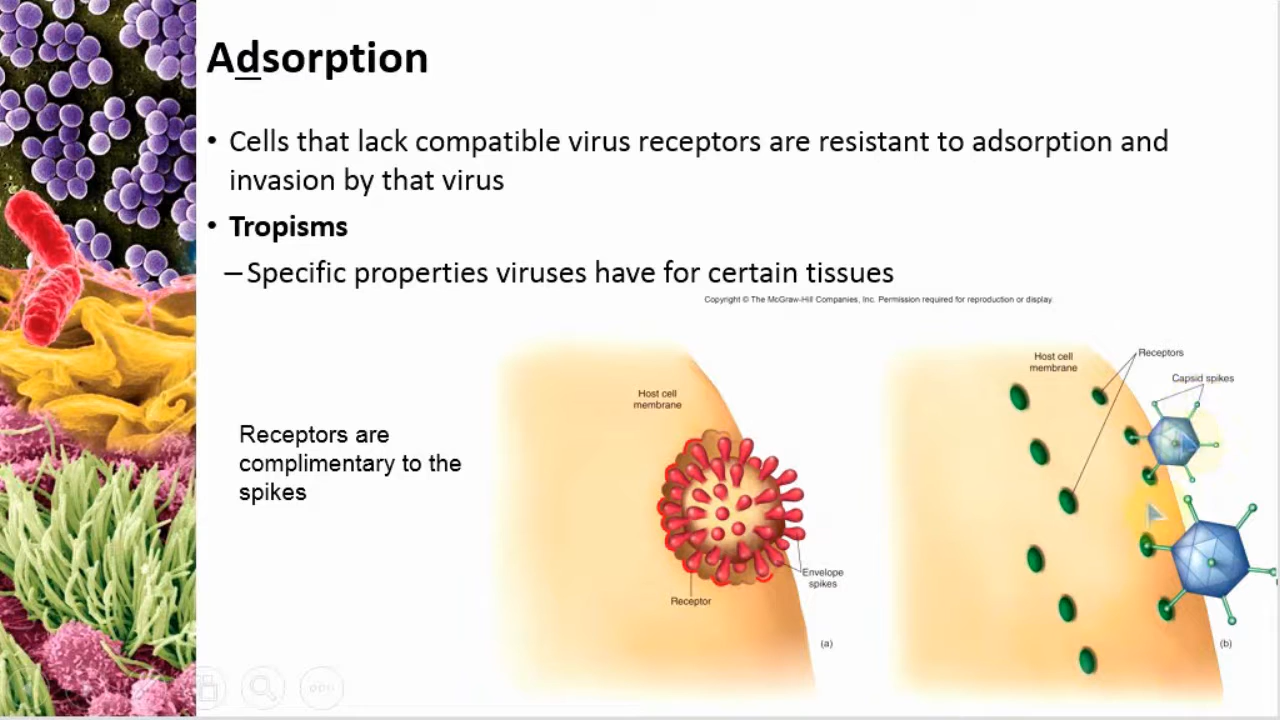 Adsorption
• Cells that lack compatible virus receptors are resistant to adsorption and
invasion by that virus
• Tropisms
– Specific properties viruses have for certain tissues
Copyright © The McGraw-Hill Companies, Inc. Permission required for reproduction or display.
Receptors are
complimentary to the
spikes
Host cell
membrane
Envelope
spikes
Receptor
(a)
Host cell
membrane
Receptors
Capsid spikes
(b)